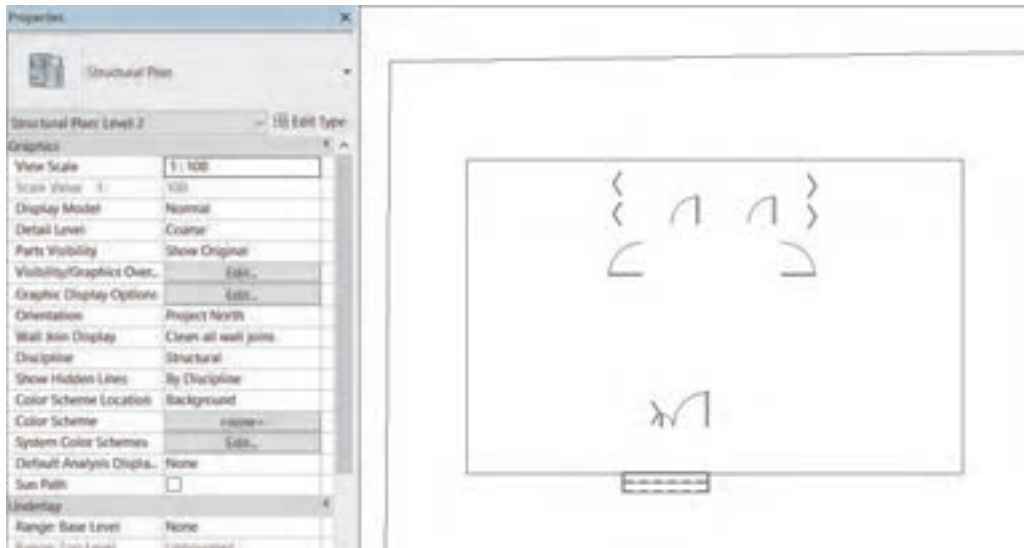 Properties
Structural Plan
Structural Plan: Level 2
Edit Type
Graphics
View Scale 1 : 100
Scale Value 1: 100
Display Model Normal
Detail Level Coarse
Parts Visibility Show Original
Visibility/Graphics Over... Edit...
Graphic Display Options Edit...
Orientation Project North
Wall Join Display Clean all wall joins
Discipline Structural
Show Hidden Lines By Discipline
Color Scheme Location Background
Color Scheme <none>
System Color Schemes Edit...
Default Analysis Displa... None
Sun Path
Underlay
Range: Base Level None